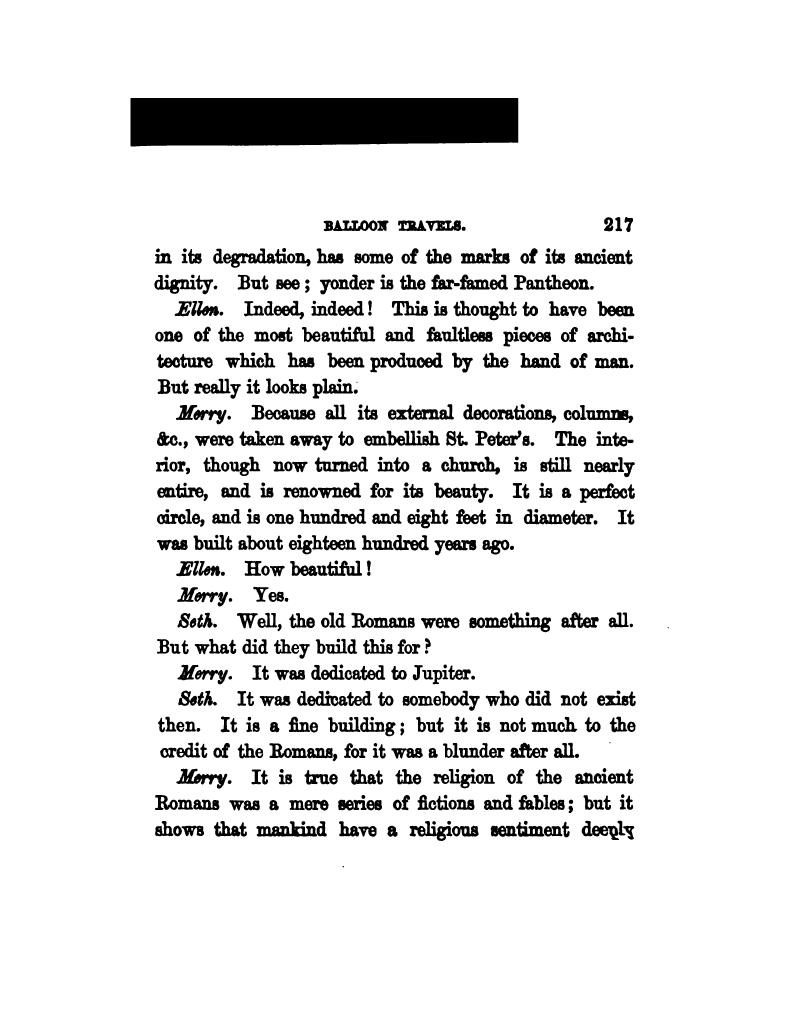 BALLOON TRAVELS. 217
in its degradation, has some of the marks of its ancient
dignity. But see; yonder is the far-famed Pantheon.
Ellen. Indeed, indeed! This is thought to have been
one of the most beautiful and faultless pieces of archi-
tecture which has been produced by the hand of man.
But really it looks plain.
Merry. Because all its external decorations, columns,
&c., were taken away to embellish St. Peter's. The inte-
rior, though now turned into a church, is still nearly
entire, and is renowned for its beauty. It is a perfect
circle, and is one hundred and eight feet in diameter. It
was built about eighteen hundred years ago.
Ellen. How beautiful!
Merry. Yes.
Seth. Well, the old Romans were something after all.
But what did they build this for?
Merry. It was dedicated to Jupiter.
Seth. It was dedicated to somebody who did not exist
then. It is a fine building; but it is not much to the
credit of the Romans, for it was a blunder after all.
Merry. It is true that the religion of the ancient
Romans was a mere series of fictions and fables; but it
shows that mankind have a religious sentiment deeply